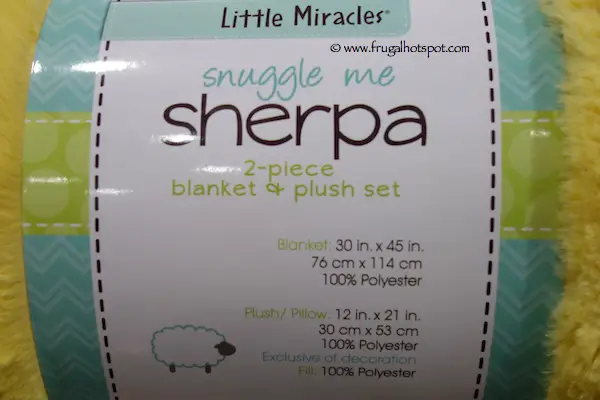 Little Miracles®
© www.frugalhotspot.com
snuggle me
sherpa
2-piece
blanket & plush set
Blanket: 30 in. x 45 in.
76 cm x 114 cm
100% Polyester
Plush/ Pillow: 12 in. x 21 in.
30 cm x 53 cm
100% Polyester
Exclusive of decoration
Fill: 100% Polyester